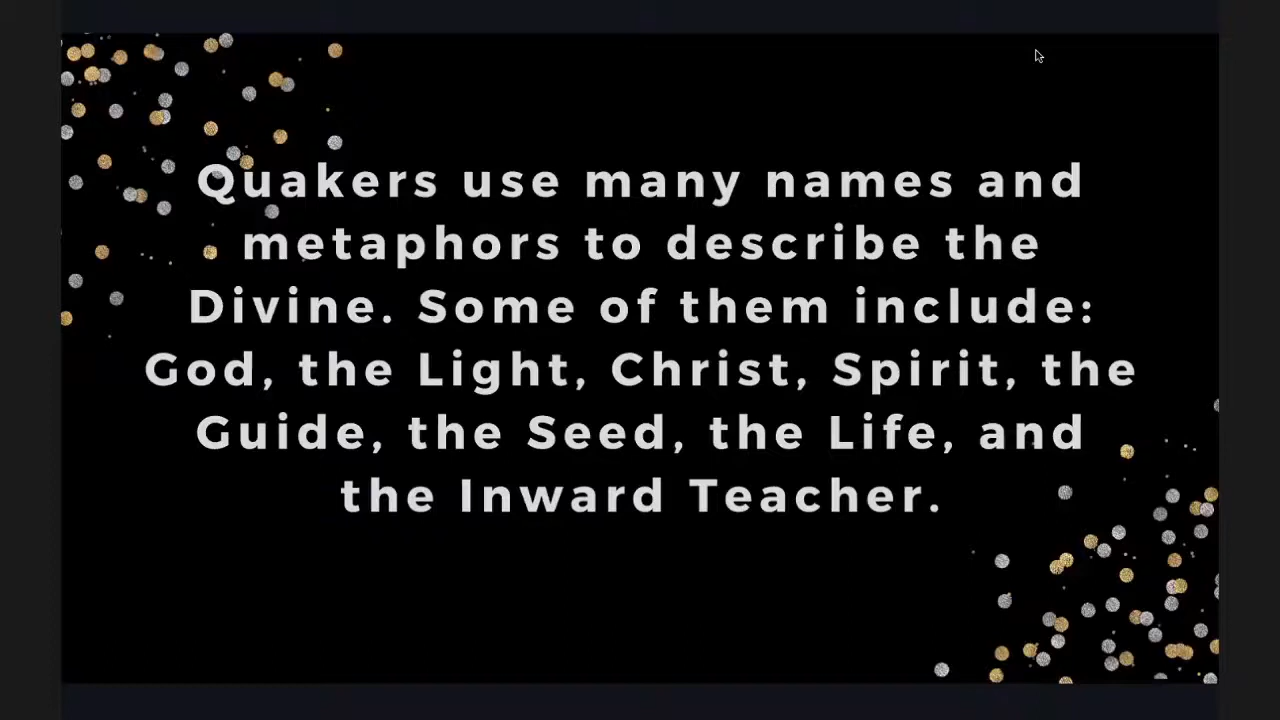 Quakers use many names and
metaphors to describe the
Divine. Some of them include:
God, the Light, Christ, Spirit, the
Guide, the Seed, the Life, and
the Inward Teacher.